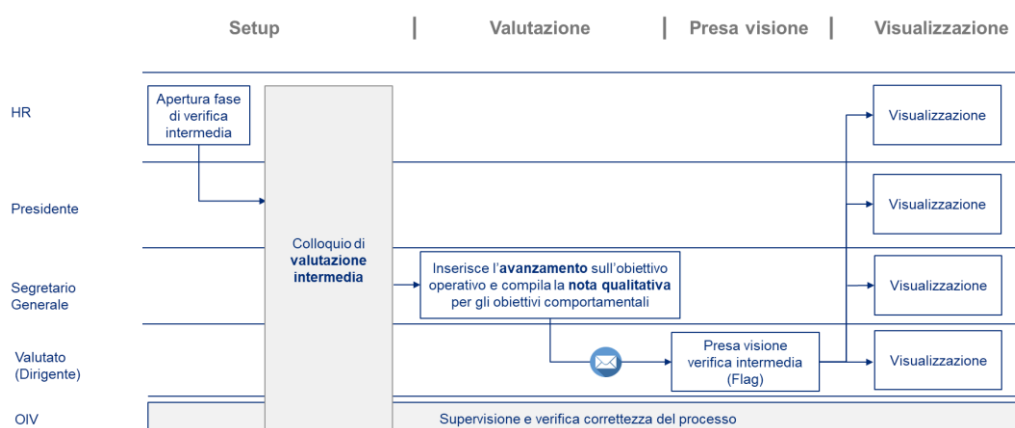 Setup | Valutazione | Presa visione | Visualizzazione
HR
Apertura fase
di verifica
intermedia
Visualizzazione
Presidente
Visualizzazione
Colloquio di
valutazione
intermedia
Segretario
Generale
Inserisce l'avanzamento sull'obiettivo
operativo e compila la nota qualitativa
per gli obiettivi comportamentali
Visualizzazione
Valutato
(Dirigente)
Presa visione
verifica intermedia
(Flag)
Visualizzazione
OIV
Supervisione e verifica correttezza del processo